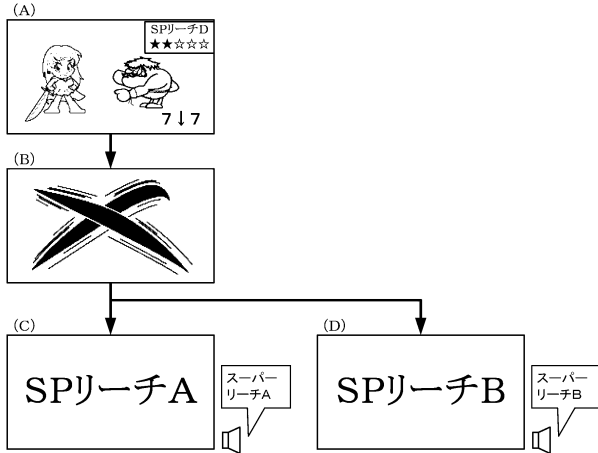 (A)
SPリーチD
★★☆☆☆
7↓7
(B)
(C)
SPリーチA
スーパー
リーチA
(D)
SPリーチB
スーパー
リーチB